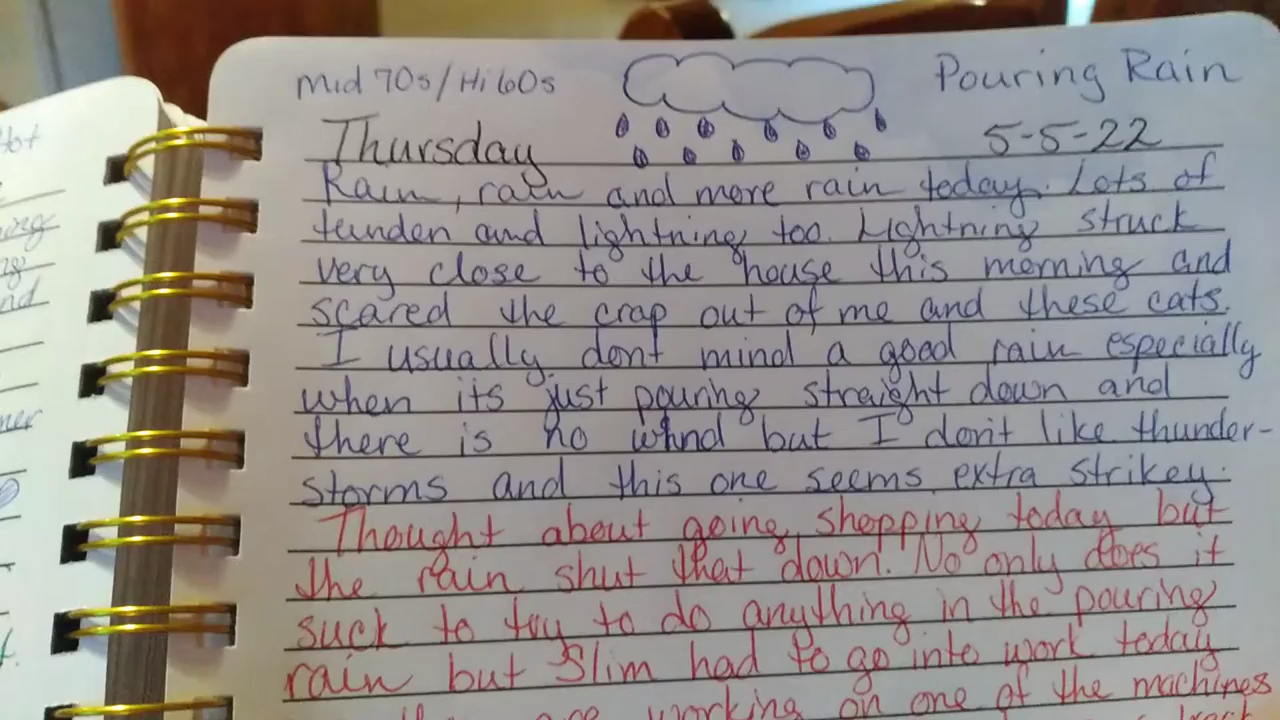 Mid 70s/Hi 60s
Pouring Rain
Thursday
5-5-22
Rain, rain and more rain today. Lots of
tunder and lightning too. Lightning struck
very close to the house this morning and
scared the crap out of me and these cats.
I usually dont mind a good rain especially
when its just pouring straight down and
there is no wind but I don't like thunder-
storms and this one seems extra strikey.
Thought about going shopping today but
the rain shut that down. No only does it
suck to try to do anything in the pouring
rain but Slim had to go into work today
working on one of the machines
Hot
ing
nd
mer